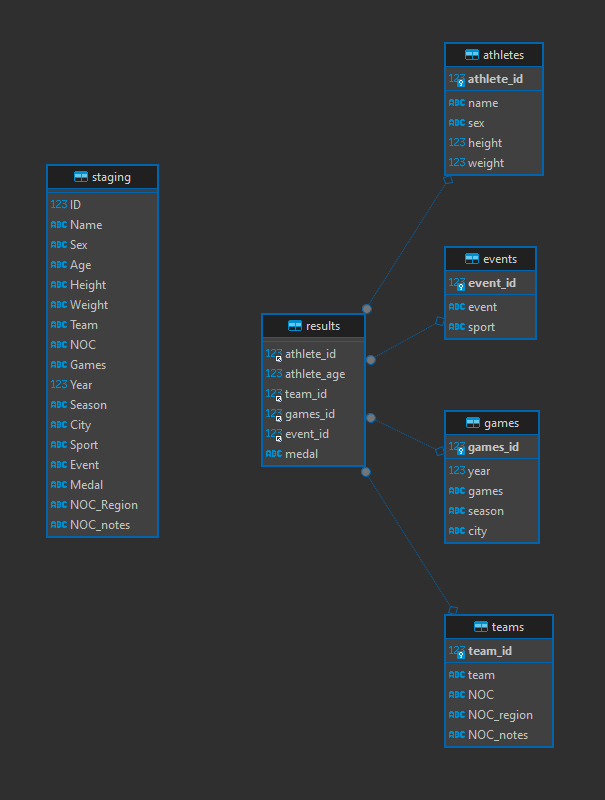 athletes
123 athlete_id
ABC name
ABC sex
123 height
123 weight
staging
123 ID
ABC Name
ABC Sex
ABC Age
ABC Height
ABC Weight
ABC Team
ABC NOC
ABC Games
123 Year
ABC Season
ABC City
ABC Sport
ABC Event
ABC Medal
ABC NOC_Region
ABC NOC_notes
results
123 athlete_id
123 athlete_age
123 team_id
123 games_id
123 event_id
ABC medal
events
123 event_id
ABC event
ABC sport
games
123 games_id
123 year
ABC games
ABC season
ABC city
teams
123 team_id
ABC team
ABC NOC
ABC NOC_region
ABC NOC_notes